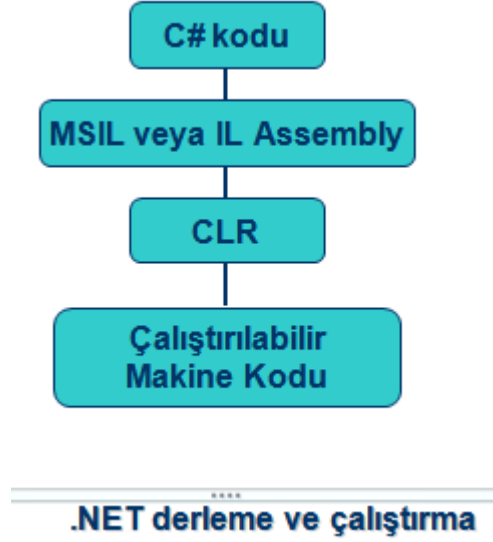 C# kodu
MSIL veya IL Assembly
CLR
Çalıştırılabilir
Makine Kodu
.NET derleme ve çalıştırma